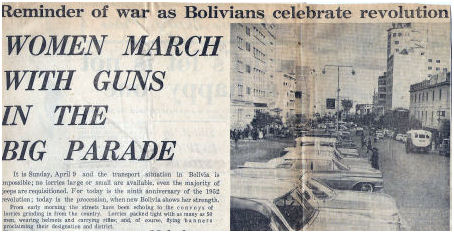 Reminder of war as Bolivians celebrate revolution
WOMEN MARCH
WITH GUNS
IN THE
BIG PARADE
It is Sunday, April 9 and the transport situation in Bolivia is
impossible; no lorries large or small are available, even the majority of
jeeps are requisitioned. For today is the ninth anniversary of the 1952
revolution; today is the procession, when new Bolivia shows her strength.
From early morning the streets have been echoing to the convoys of
lorries grinding in from the country. Lorries packed tight with as many as 50
men, wearing helmets and carrying rifles; and, of course, flying banners
proclaiming their designation and district.